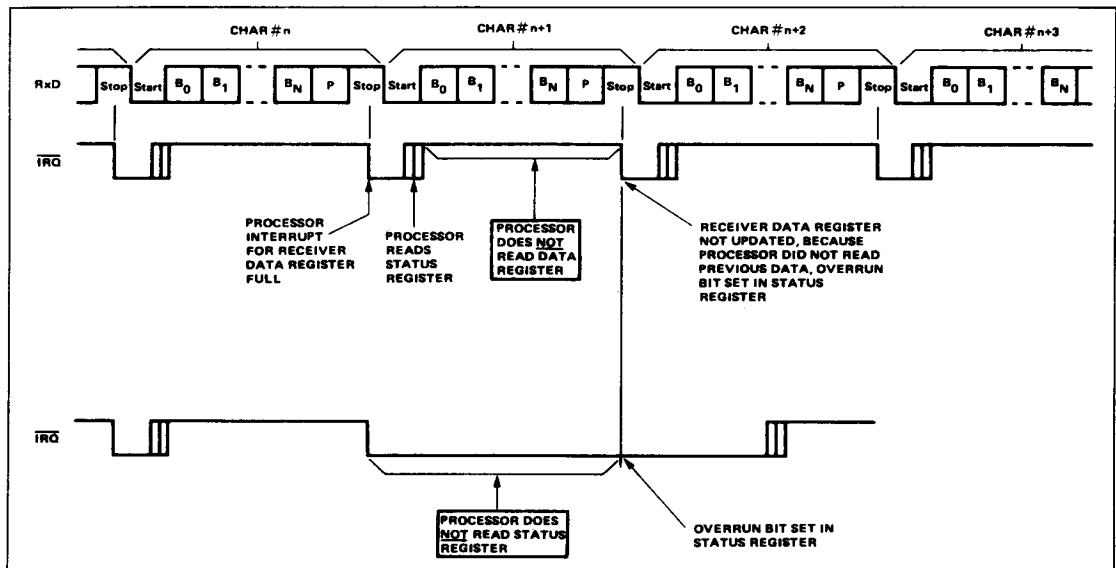 CHAR#n CHAR#n+1 CHAR#n+2 CHAR#n+3
RxD Stop Start B0 B1 BN P Stop Start B0 B1 BN P Stop Start B0 B1 BN P Stop Start B0 B1 BN
IRQ
PROCESSOR
INTERRUPT
FOR RECEIVER
DATA REGISTER
FULL
PROCESSOR
READS
STATUS
REGISTER
PROCESSOR
DOES NOT
READ DATA
REGISTER
RECEIVER DATA REGISTER
NOT UPDATED, BECAUSE
PROCESSOR DID NOT READ
PREVIOUS DATA, OVERRUN
BIT SET IN STATUS
REGISTER
IRQ
PROCESSOR DOES
NOT READ STATUS
REGISTER
OVERRUN BIT SET IN
STATUS REGISTER